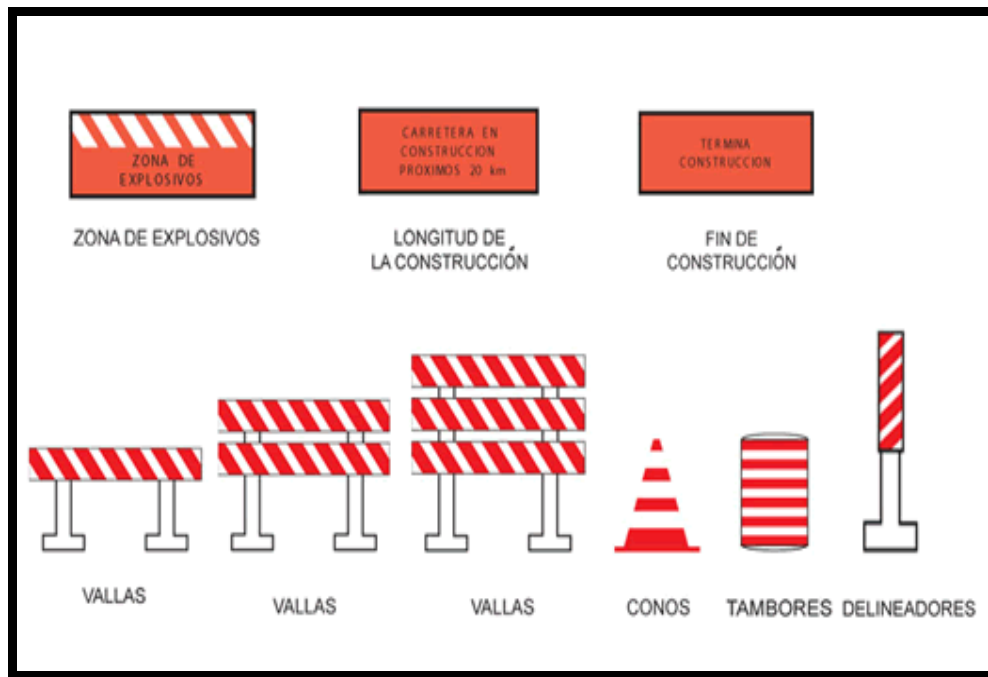 ZONA DE
EXPLOSIVOS
CARRETERA EN
CONSTRUCCION
PROXIMOS 20 km
TERMINA
CONSTRUCCION
ZONA DE EXPLOSIVOS
LONGITUD DE
LA CONSTRUCCIÓN
FIN DE
CONSTRUCCIÓN
VALLAS
VALLAS
VALLAS
CONOS
TAMBORES
DELINEADORES